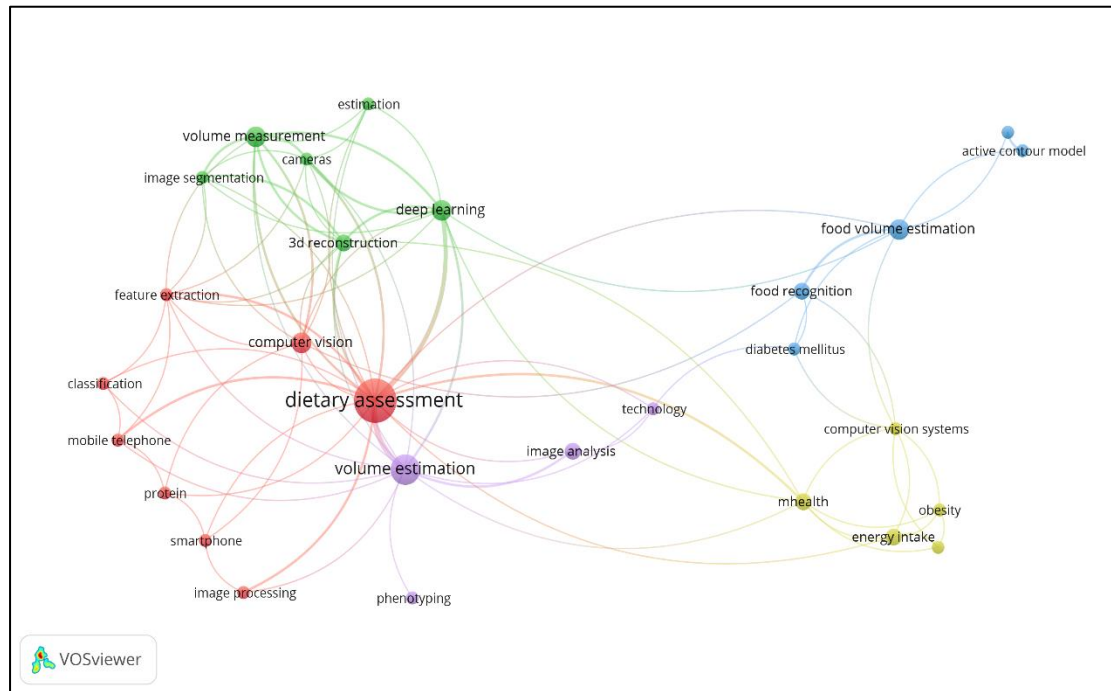 estimation
volume measurement
cameras
active contour model
image segmentation
deep learning
food volume estimation
3d reconstruction
feature extraction
food recognition
computer vision
diabetes mellitus
classification
dietary assessment
technology
computer vision systems
mobile telephone
image analysis
volume estimation
protein
mhealth
obesity
smartphone
energy intake
image processing
phenotyping
VOSviewer